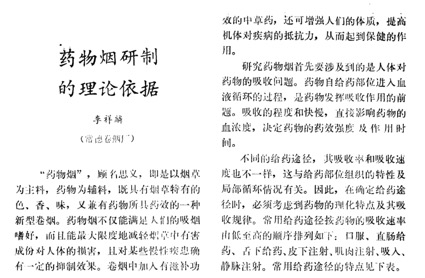 药物烟研制
的理论依据
李祥麟
(常德卷烟厂)
“药物烟”，顾名思义，即是以烟草
为主料，药物为辅料，既具有烟草特有的
色、香、味，又兼有药物所具药效的一种
新型卷烟。药物烟不仅能满足人们的吸烟
嗜好，而且能最大限度地减轻烟草中有害
成份对人体的损害，且对某些慢性疾患确
有一定的抑制效果。卷烟中加入有滋补功
效的中草药，还可增强人们的体质，提高
机体对疾病的抵抗力，从而起到保健的作
用。
研究药物烟首先要涉及到的是人体对
药物的吸收问题。药物自给药部位进入血
液循环的过程，是药物发挥吸收作用的前
题。吸收的程度和快慢，直接影响药物的
血浓度，决定药物的药效强度及作用时
间。
不同的给药途径，其吸收率和吸收速
度也不一样，这与给药部位组织的特性及
局部循环情况有关。因此，在确定给药途
径时，必须考虑到药物的理化特点及其吸
收规律。常用给药途径按药物的吸收速率
由低至高的顺序排列如下：口服、直肠给
药、舌下给药、皮下注射、肌肉注射、吸入、
静脉注射。常用给药途径的特点见下表。